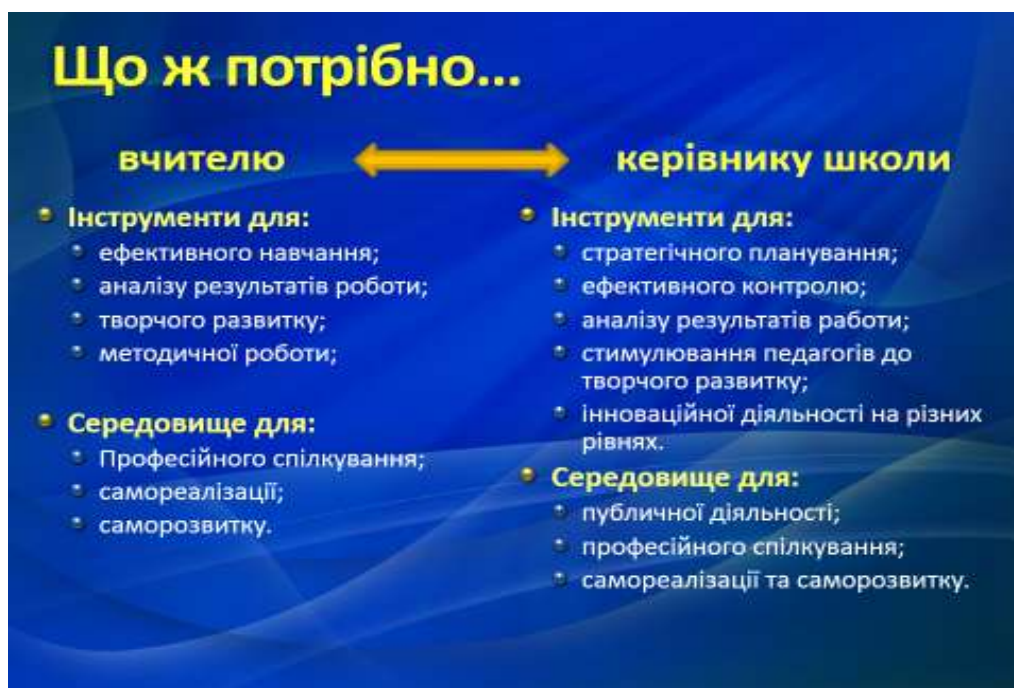 Що ж потрібно...
вчителю
Інструменти для:
ефективного навчання;
аналізу результатів роботи;
творчого развитку;
методичної роботи;
Середовище для:
Професійного спілкування;
самореалізації;
саморозвитку.
керівнику школи
Інструменти для:
стратегічного планування;
ефективного контролю;
аналізу результатів работи;
стимулювання педагогів до
творчого развитку;
інноваційної діяльності на різних
рівнях.
Середовище для:
публичної діяльності;
професійного спілкування;
самореалізації та саморозвитку.